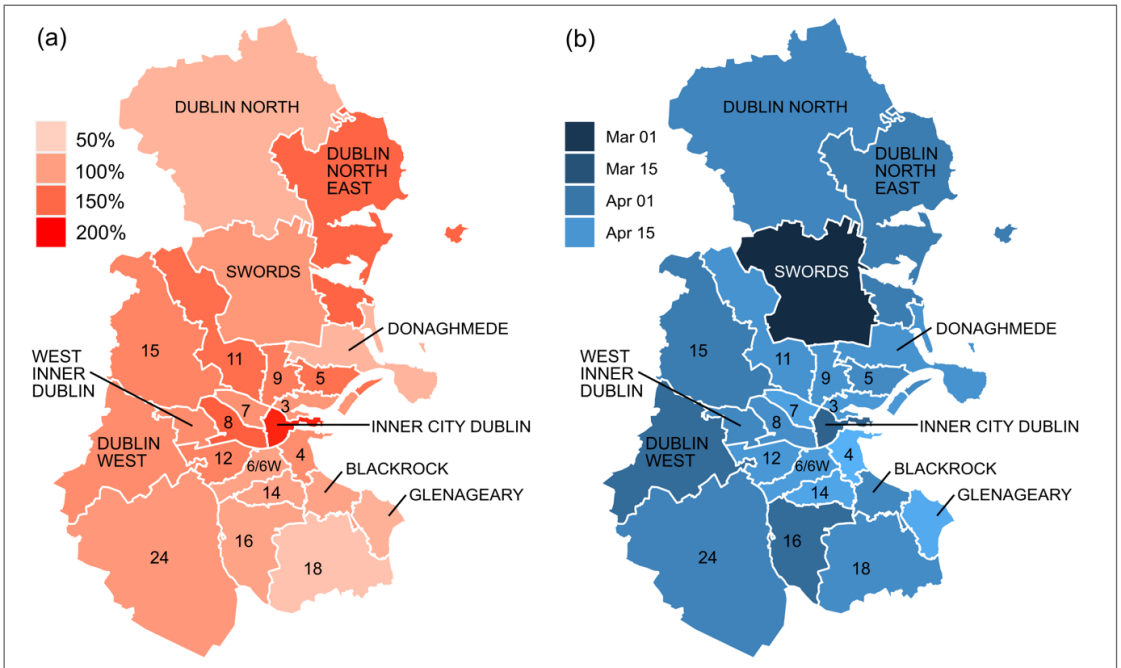 (a)
50%
100%
150%
200%
DUBLIN NORTH
DUBLIN
NORTH
EAST
SWORDS
DONAGHMEDE
15
WEST
INNER
DUBLIN
11
9
5
7
3
8
INNER CITY DUBLIN
DUBLIN
WEST
12
6/6W
4
BLACKROCK
14
GLENAGEARY
24
16
18
(b)
Mar 01
Mar 15
Apr 01
Apr 15
DUBLIN NORTH
DUBLIN
NORTH
EAST
SWORDS
DONAGHMEDE
15
WEST
INNER
DUBLIN
11
9
5
7
3
8
INNER CITY DUBLIN
DUBLIN
WEST
12
6/6W
4
BLACKROCK
14
GLENAGEARY
24
16
18